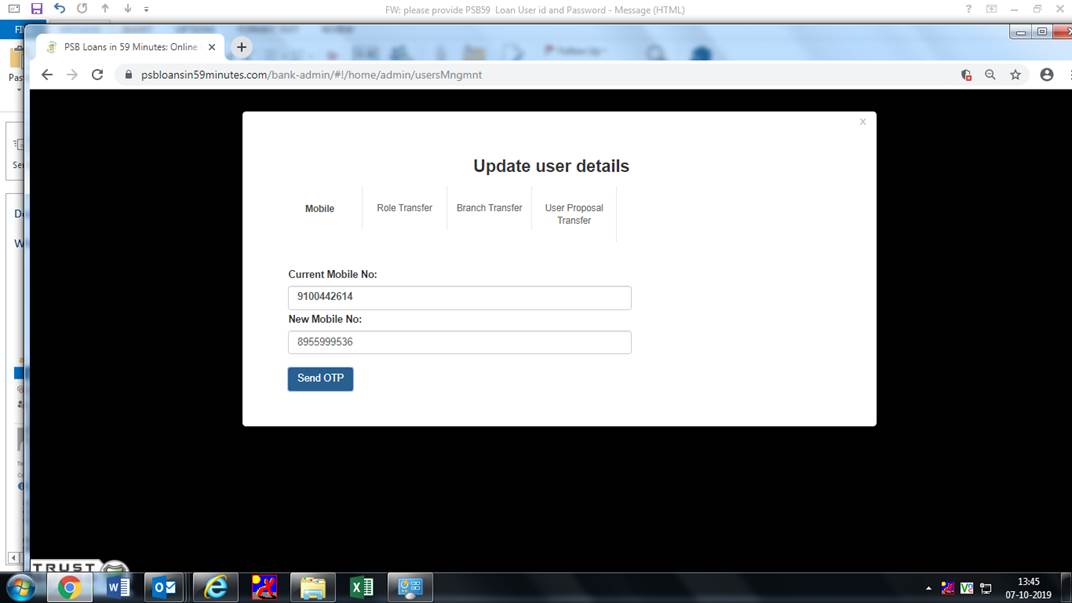 FW: please provide PSB59 Loan User id and Password - Message (HTML)
PSB Loans in 59 Minutes: Online
psbloansin59minutes.com/bank-admin/#!/home/admin/usersMngmnt
x
Update user details
Mobile
Role Transfer
Branch Transfer
User Proposal
Transfer
Current Mobile No:
9100442614
New Mobile No:
8955999536
Send OTP
TRUST
13:45
07-10-2019